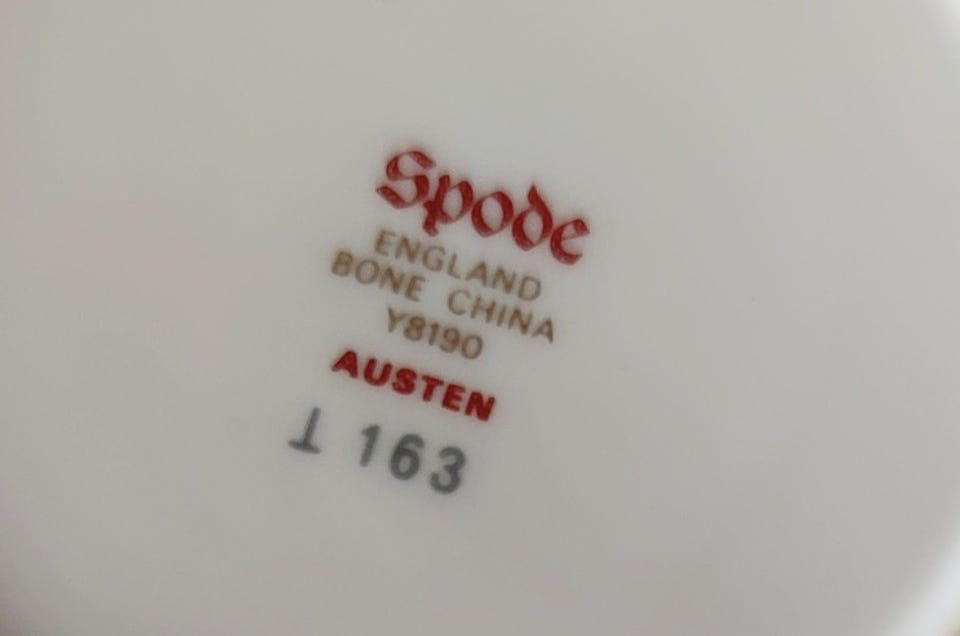 Spode
ENGLAND
BONE CHINA
Y8190
AUSTEN
⊥ 163